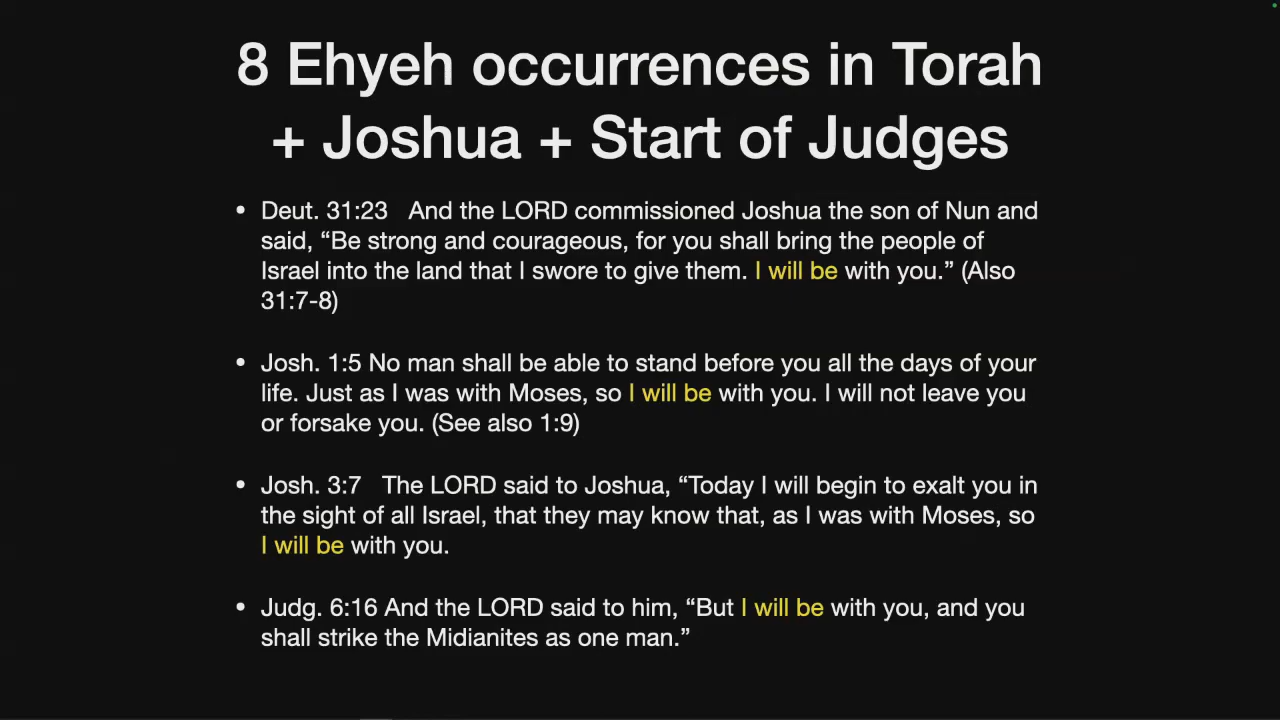 8 Ehyeh occurrences in Torah
+ Joshua + Start of Judges
• Deut. 31:23 And the LORD commissioned Joshua the son of Nun and
said, “Be strong and courageous, for you shall bring the people of
Israel into the land that I swore to give them. I will be with you.” (Also
31:7-8)
• Josh. 1:5 No man shall be able to stand before you all the days of your
life. Just as I was with Moses, so I will be with you. I will not leave you
or forsake you. (See also 1:9)
• Josh. 3:7 The LORD said to Joshua, “Today I will begin to exalt you in
the sight of all Israel, that they may know that, as I was with Moses, so
I will be with you.
• Judg. 6:16 And the LORD said to him, “But I will be with you, and you
shall strike the Midianites as one man.”